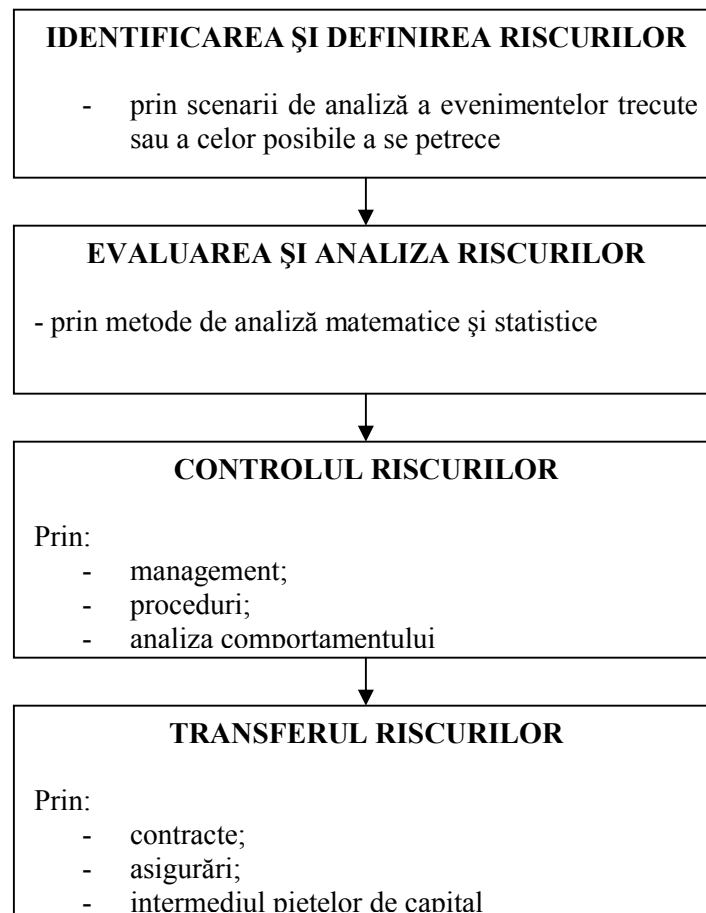 IDENTIFICAREA ŞI DEFINIREA RISCURILOR
- prin scenarii de analiză a evenimentelor trecute
sau a celor posibile a se petrece
EVALUAREA ŞI ANALIZA RISCURILOR
- prin metode de analiză matematice şi statistice
CONTROLUL RISCURILOR
Prin:
- management;
- proceduri;
- analiza comportamentului
TRANSFERUL RISCURILOR
Prin:
- contracte;
- asigurări;
- intermediul pieţelor de capital